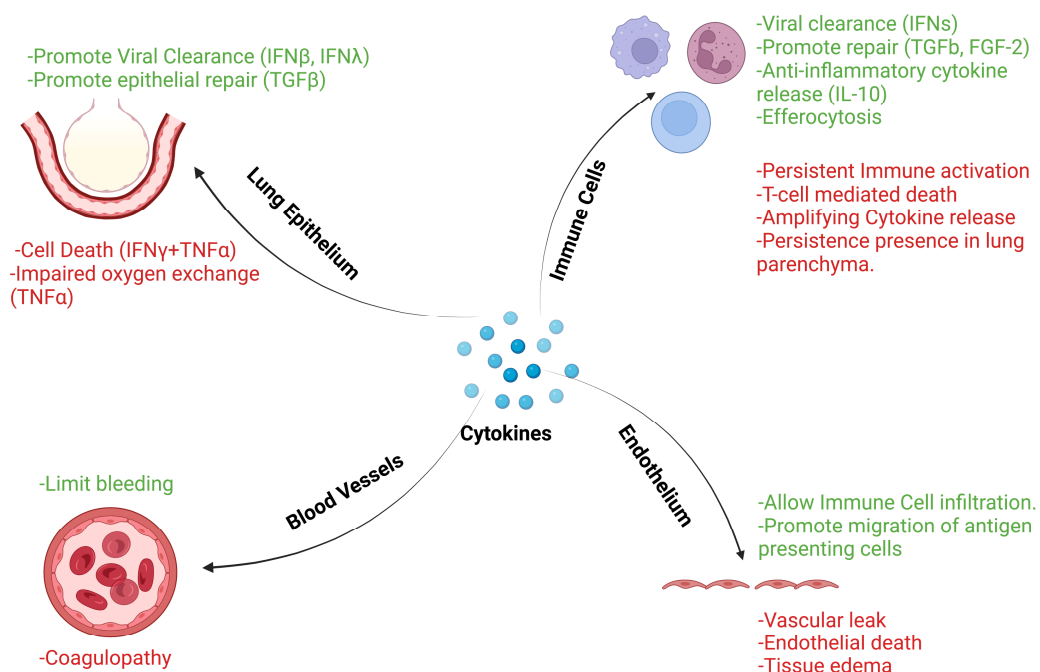 -Promote Viral Clearance (IFNβ, IFNλ)
-Promote epithelial repair (TGFβ)
-Cell Death (IFNγ+TNFα)
-Impaired oxygen exchange
(TNFα)
Lung Epithelium
Immune Cells
-Viral clearance (IFNs)
-Promote repair (TGFb, FGF-2)
-Anti-inflammatory cytokine
release (IL-10)
-Efferocytosis
-Persistent Immune activation
-T-cell mediated death
-Amplifying Cytokine release
-Persistence presence in lung
parenchyma.
Cytokines
Blood Vessels
-Limit bleeding
-Coagulopathy
Endothelium
-Allow Immune Cell infiltration.
-Promote migration of antigen
presenting cells
-Vascular leak
-Endothelial death
-Tissue edema